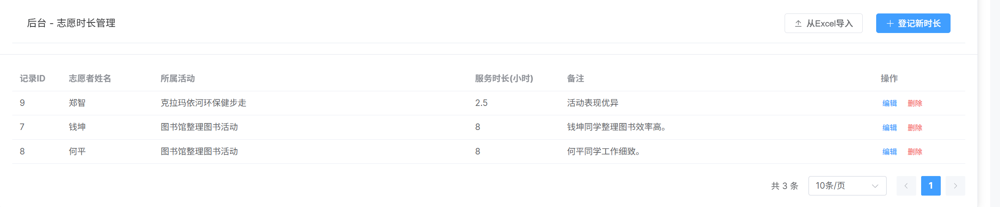 后台 - 志愿时长管理
从Excel导入
登记新时长
记录ID 志愿者姓名 所属活动 服务时长(小时) 备注 操作
9 郑智 克拉玛依河环保健步走 2.5 活动表现优异 编辑 删除
7 钱坤 图书馆整理图书活动 8 钱坤同学整理图书效率高。 编辑 删除
8 何平 图书馆整理图书活动 8 何平同学工作细致。 编辑 删除
共 3 条 10条/页 1